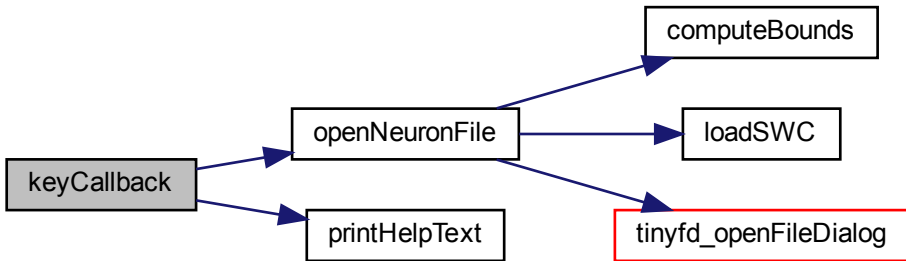 computeBounds
openNeuronFile
loadSWC
keyCallback
printHelpText
tinyfd_openFileDialog